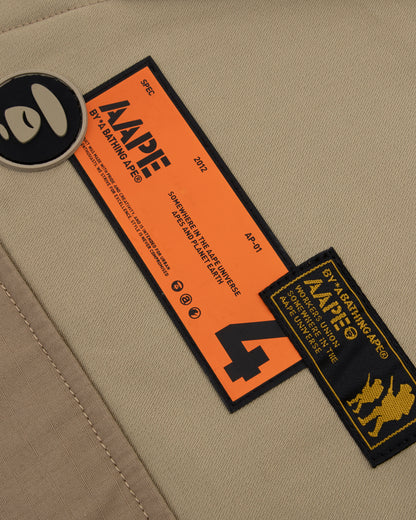 SPEC
AAPE
BY *A BATHING APE®
2012
AP-01
SOMEWHERE IN THE AAPE UNIVERSE
APES AND PLANET EARTH
4
AAPE
BY *A BATHING APE®
WORKERS UNION
SOMEWHERE IN THE
AAPE UNIVERSE